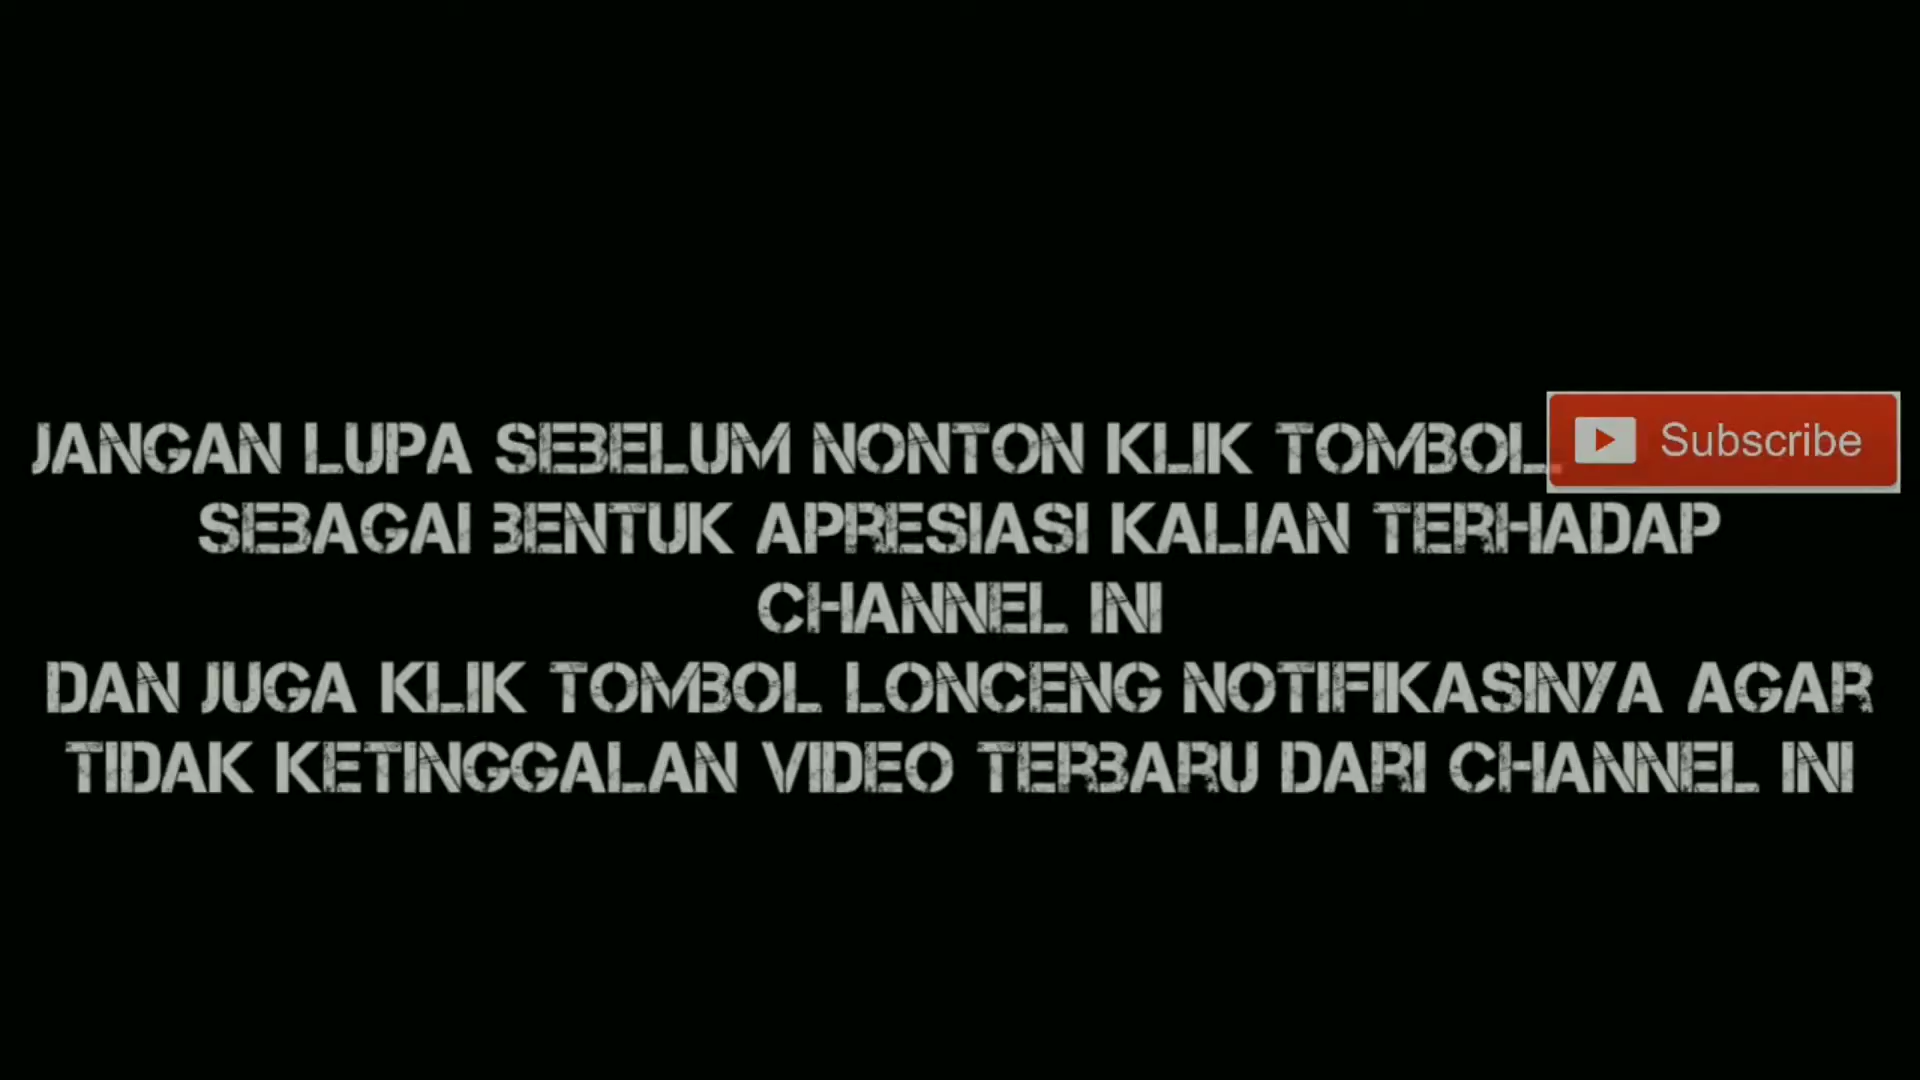 JANGAN LUPA SEBELUM NONTON KLIK TOMBOL. Subscribe
SEBAGAI BENTUK APRESIASI KALIAN TERHADAP
CHANNEL INI
DAN JUGA KLIK TOMBOL LONCENG NOTIFIKASINYA AGAR
TIDAK KETINGGALAN VIDEO TERBARU DARI CHANNEL INI